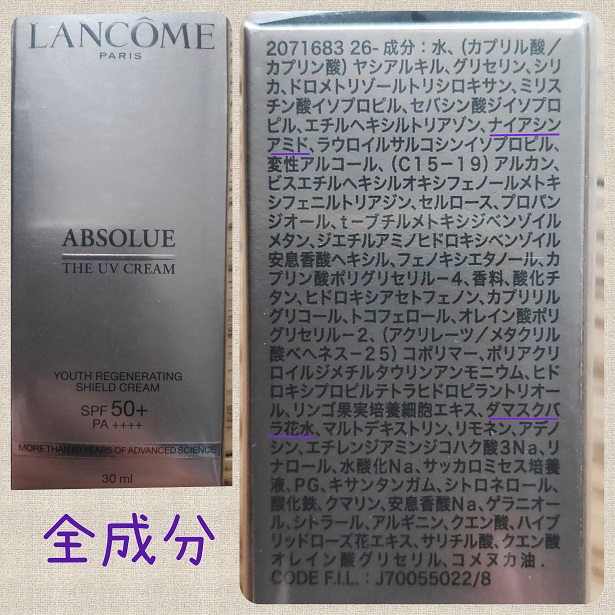 LANCÔME
PARIS
ABSOLUE
THE UV CREAM
YOUTH REGENERATING
SHIELD CREAM
SPF 50+
PA ++++
MORE THAN 60 YEARS OF ADVANCED SCIENCE
30 ml
全成分
2071683 26-成分：水、(カプリル酸／
カプリン酸) ヤシアルキル、グリセリン、シリ
カ、ドロメトリゾールトリシロキサン、ミリス
チン酸イソプロピル、セバシン酸ジイソプロ
ピル、エチルヘキシルトリアゾン、ナイアシン
アミド、ラウロイルサルコシンイソプロピル、
変性アルコール、(C15-19) アルカン、
ビスエチルヘキシルオキシフェノールメトキ
シフェニルトリアジン、セルロース、プロパン
ジオール、t-ブチルメトキシジベンゾイル
メタン、ジエチルアミノヒドロキシベンゾイル
安息香酸ヘキシル、フェノキシエタノール、カ
プリン酸ポリグリセリル-4、香料、酸化チ
タン、ヒドロキシアセトフェノン、カプリリル
グリコール、トコフェロール、オレイン酸ポリ
グリセリル-2、(アクリレーツ／メタクリル
酸ベヘネス-25) コポリマー、ポリアクリ
ロイルジメチルタウリンアンモニウム、ヒド
ロキシプロピルテトラヒドロピラントリオー
ル、リンゴ果実培養細胞エキス、ダマスクバ
ラ花水、マルトデキストリン、リモネン、アデノ
シン、エチレンジアミンジコハク酸3Na、リ
ナロール、水酸化Na、サッカロミセス培養
液、PG、キサンタンガム、シトロネロール、
酸化鉄、クマリン、安息香酸Na、ゲラニオー
ル、シトラール、アルギニン、クエン酸、ハイブ
リッドローズ花エキス、サリチル酸、クエン酸
オレイン酸グリセリル、コメヌカ油.
CODE F.I.L. : J70055022/8